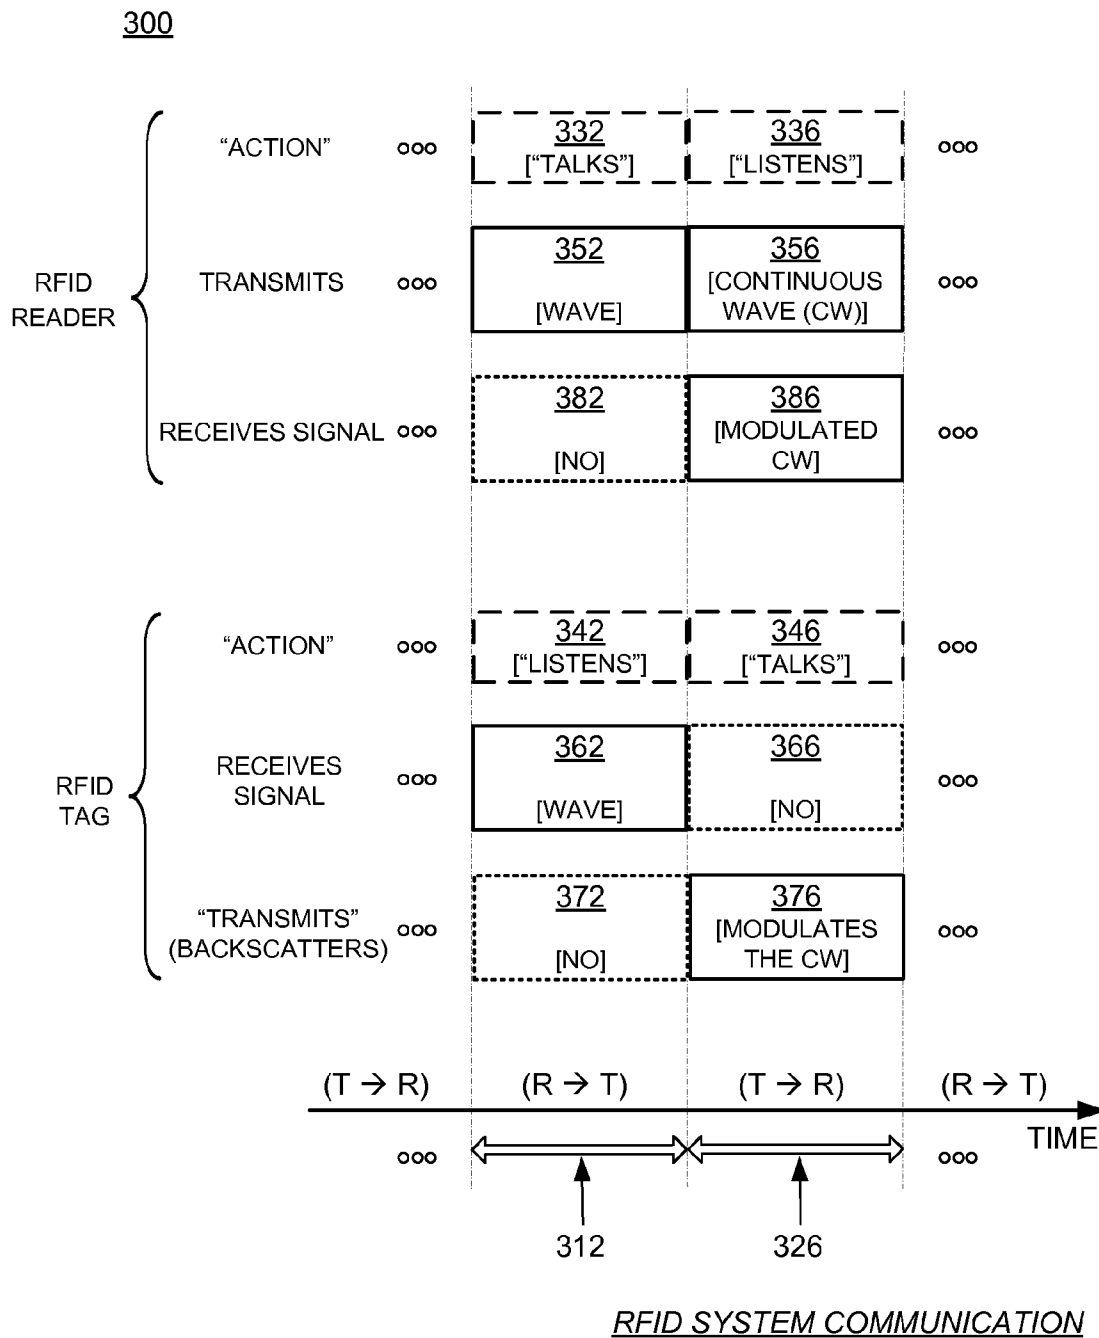 300
"ACTION" ooo 332 ["TALKS"] 336 ["LISTENS"] ooo
RFID READER
TRANSMITS ooo 352 [WAVE] 356 [CONTINUOUS WAVE (CW)] ooo
RECEIVES SIGNAL ooo 382 [NO] 386 [MODULATED CW] ooo
"ACTION" ooo 342 ["LISTENS"] 346 ["TALKS"] ooo
RFID TAG
RECEIVES SIGNAL ooo 362 [WAVE] 366 [NO] ooo
"TRANSMITS" (BACKSCATTERS) ooo 372 [NO] 376 [MODULATES THE CW] ooo
(T → R) (R → T) (T → R) (R → T)
TIME
ooo ooo
312 326
RFID SYSTEM COMMUNICATION